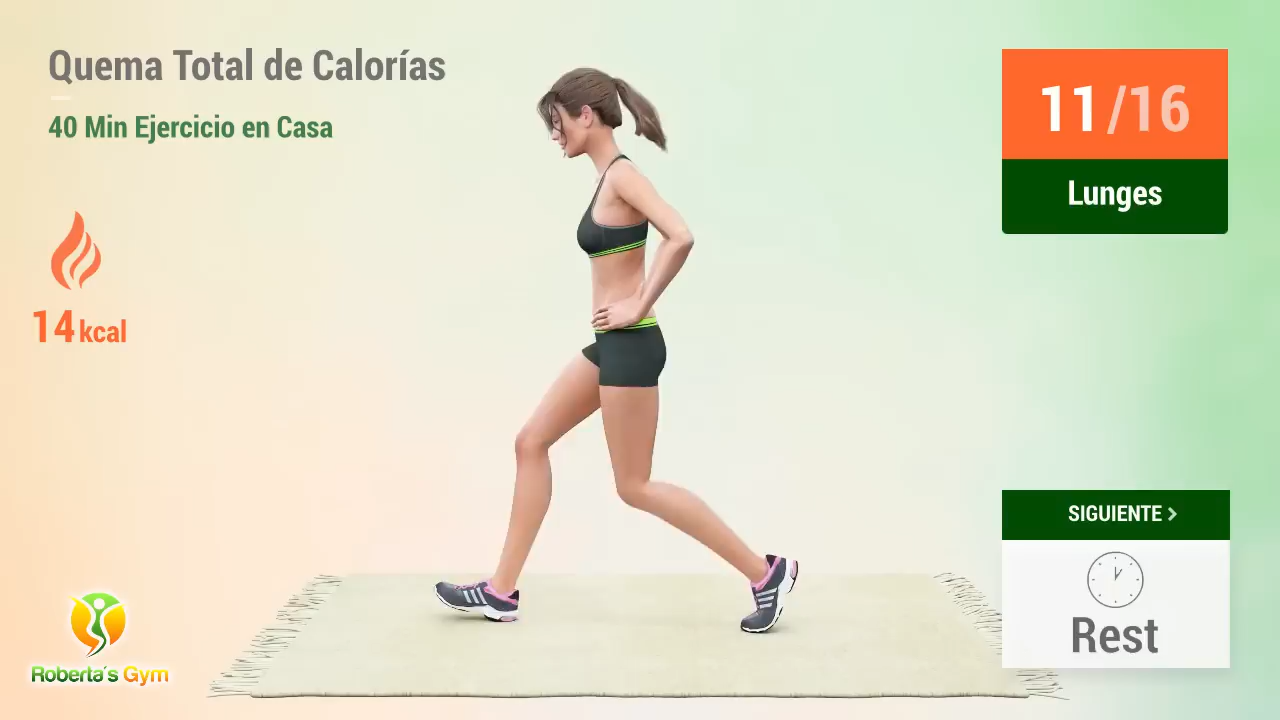 Quema Total de Calorías
40 Min Ejercicio en Casa
14 kcal
11/16
Lunges
SIGUIENTE >
Rest
Roberta´s Gym